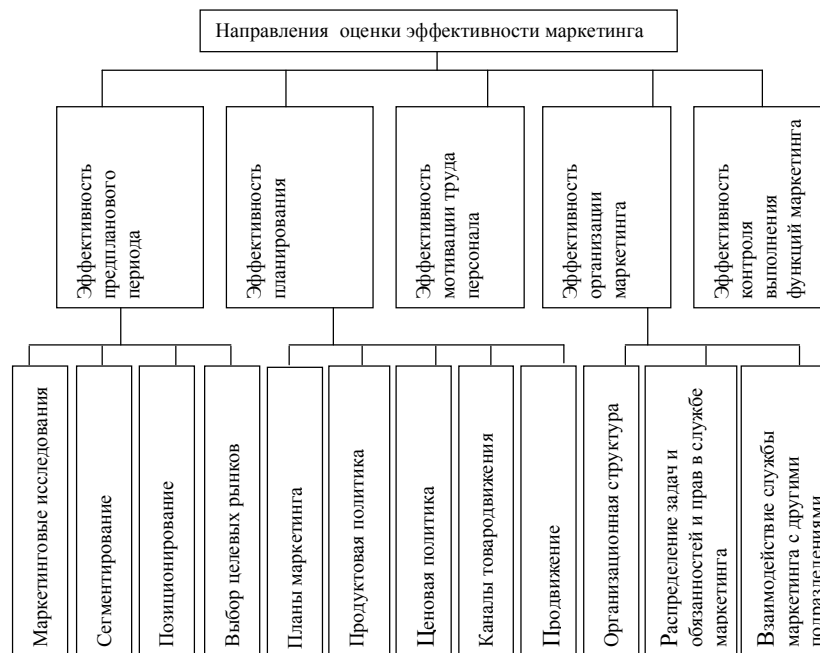 Направления оценки эффективности маркетинга
Эффективность
предпланового
периода
Эффективность
планирования
Эффективность
мотивации труда
персонала
Эффективность
организации
маркетинга
Эффективность
контроля
выполнения
функций маркетинга
Маркетинговые исследования
Сегментирование
Позиционирование
Выбор целевых рынков
Планы маркетинга
Продуктовая политика
Ценовая политика
Каналы товародвижения
Продвижение
Организационная структура
Распределение задач и
обязанностей и прав в службе
маркетинга
Взаимодействие службы
маркетинга с другими
подразделениями